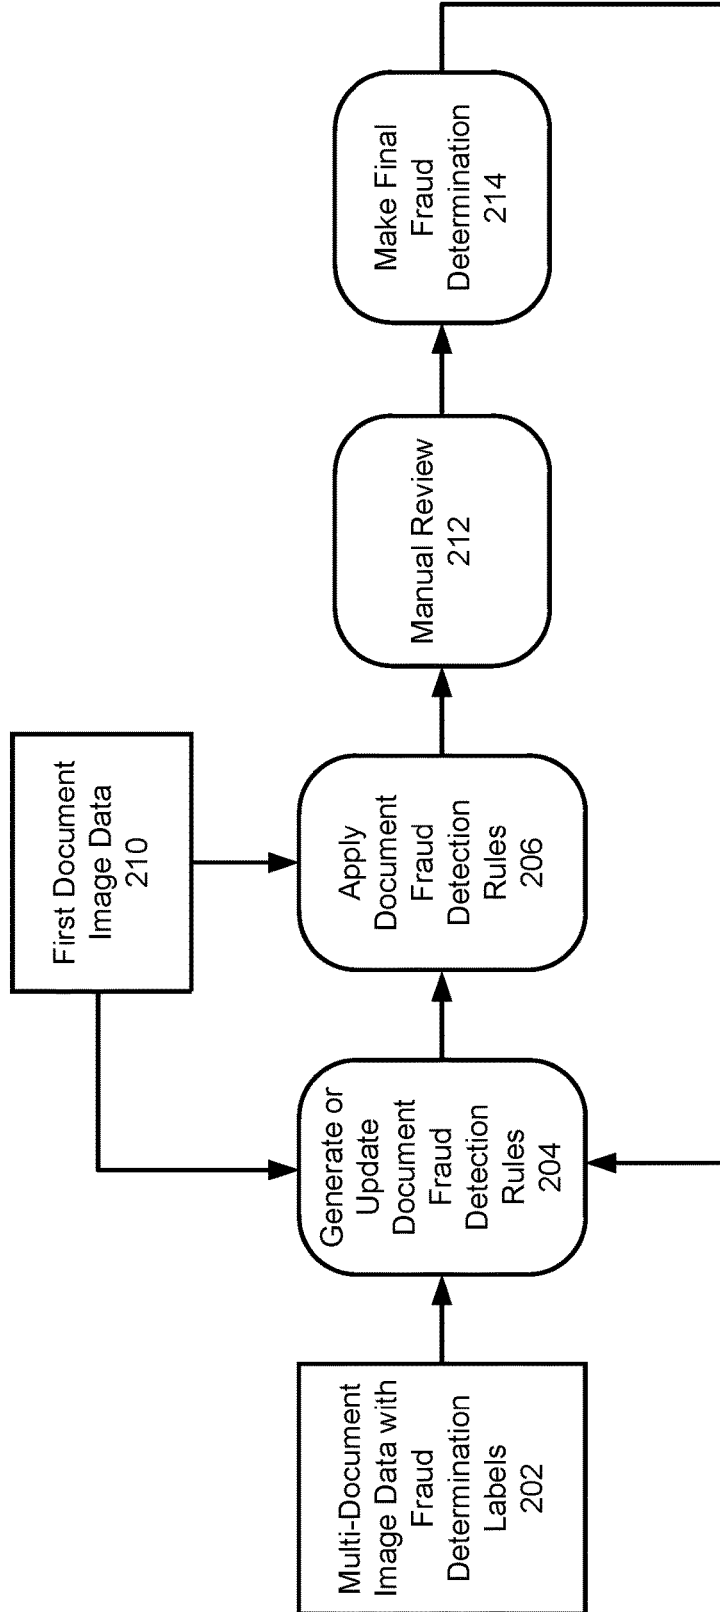 First Document
Image Data
210
Multi-Document
Image Data with
Fraud
Determination
Labels
202
Generate or
Update
Document
Fraud
Detection
Rules
204
Apply
Document
Fraud
Detection
Rules
206
Manual Review
212
Make Final
Fraud
Determination
214